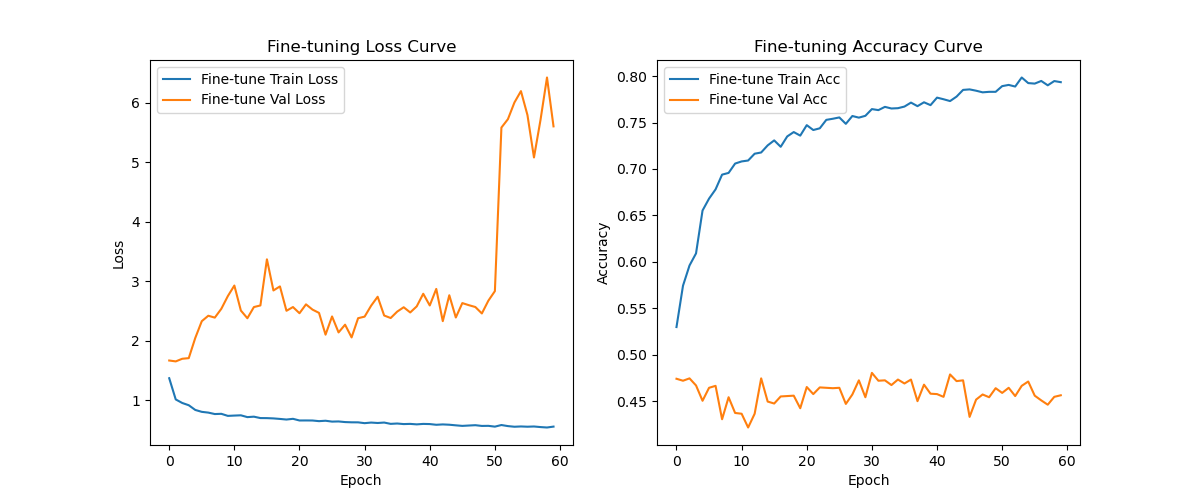 Fine-tuning Loss Curve
Fine-tune Train Loss
Fine-tune Val Loss
Loss
6
5
4
3
2
1
0
10
20
30
40
50
60
Epoch
Fine-tuning Accuracy Curve
Fine-tune Train Acc
Fine-tune Val Acc
Accuracy
0.80
0.75
0.70
0.65
0.60
0.55
0.50
0.45
0
10
20
30
40
50
60
Epoch